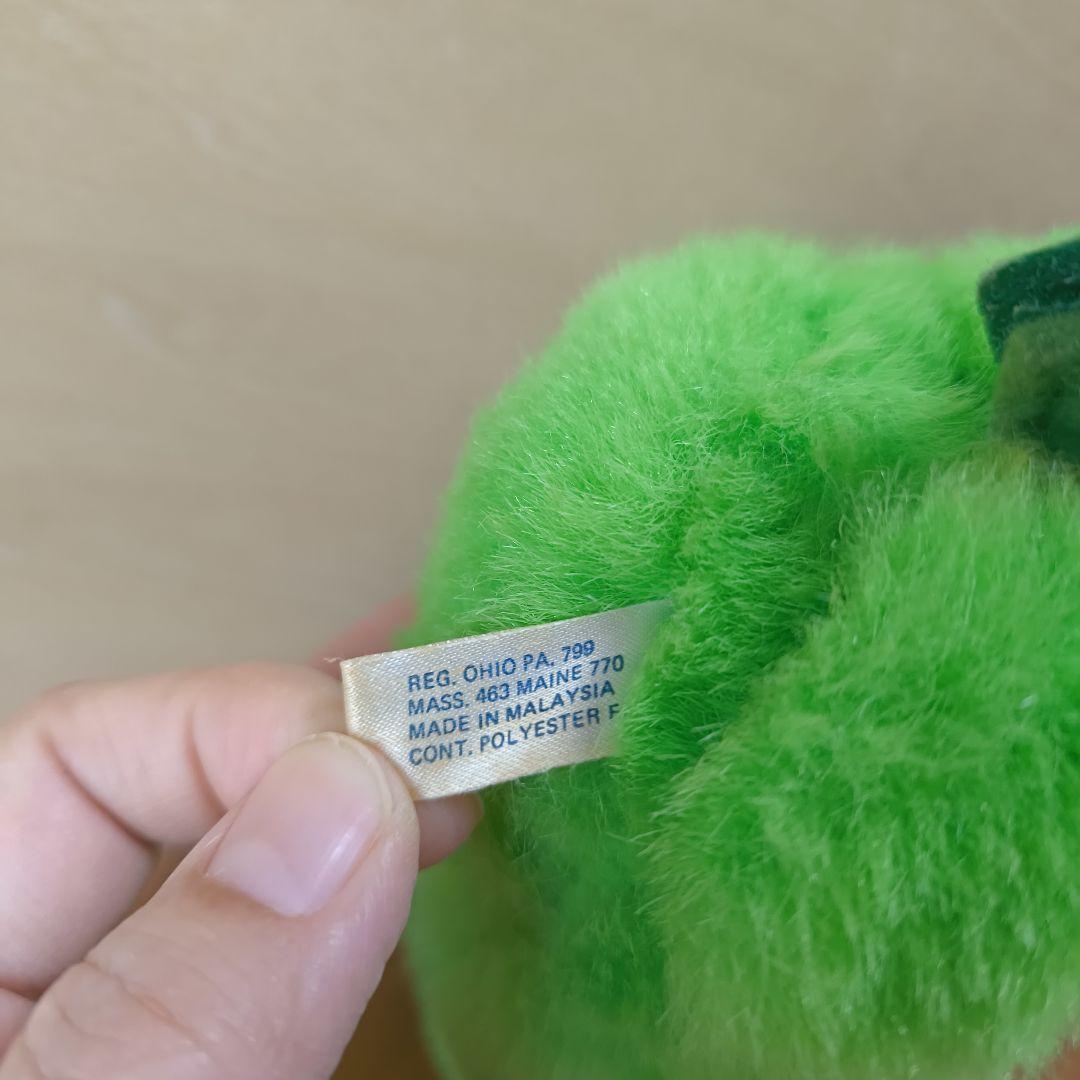 REG. OHIO PA. 799
MASS. 463 MAINE 770
MADE IN MALAYSIA
CONT. POLYESTER F